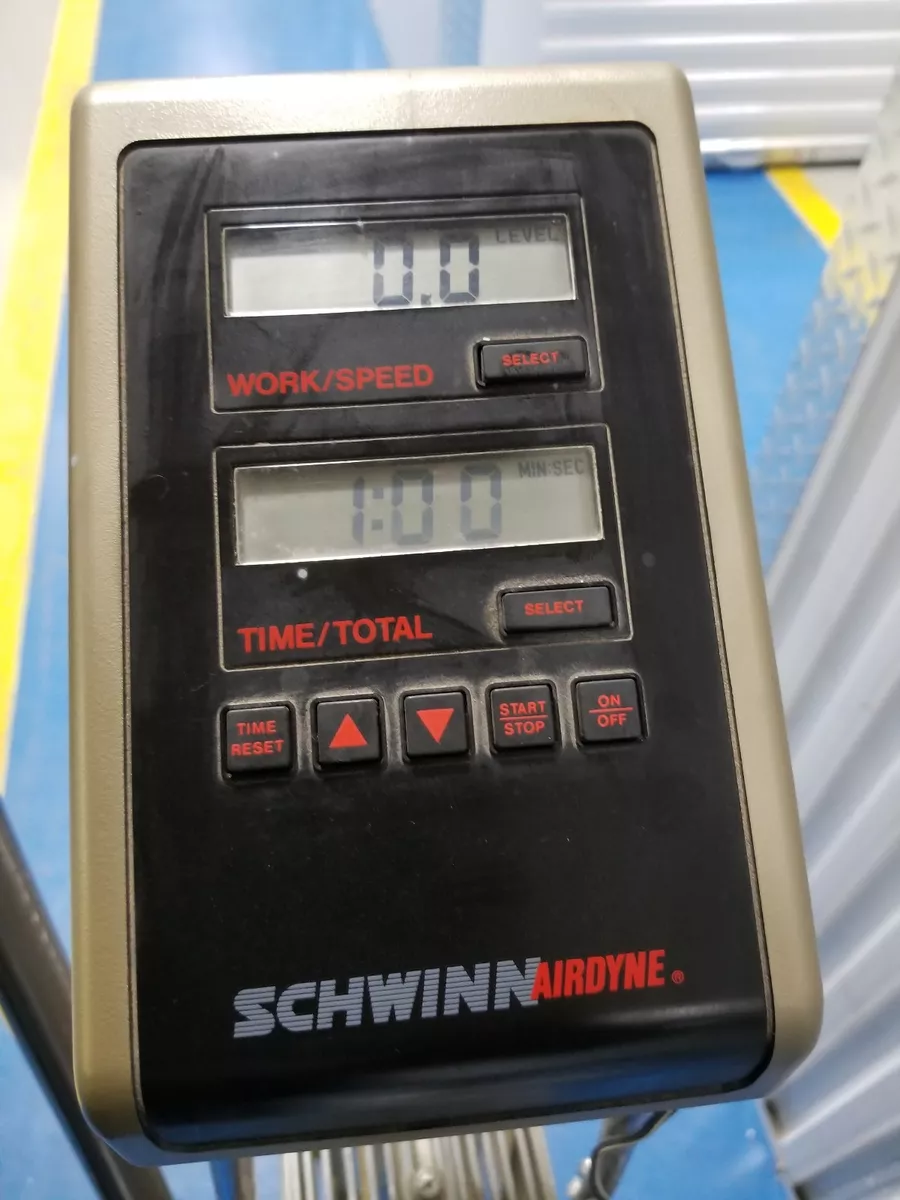 LEVEL
0.0
WORK/SPEED
SELECT
MIN:SEC
1:00
TIME/TOTAL
SELECT
TIME
RESET
START
STOP
ON
OFF
SCHWINN AIRDYNE®